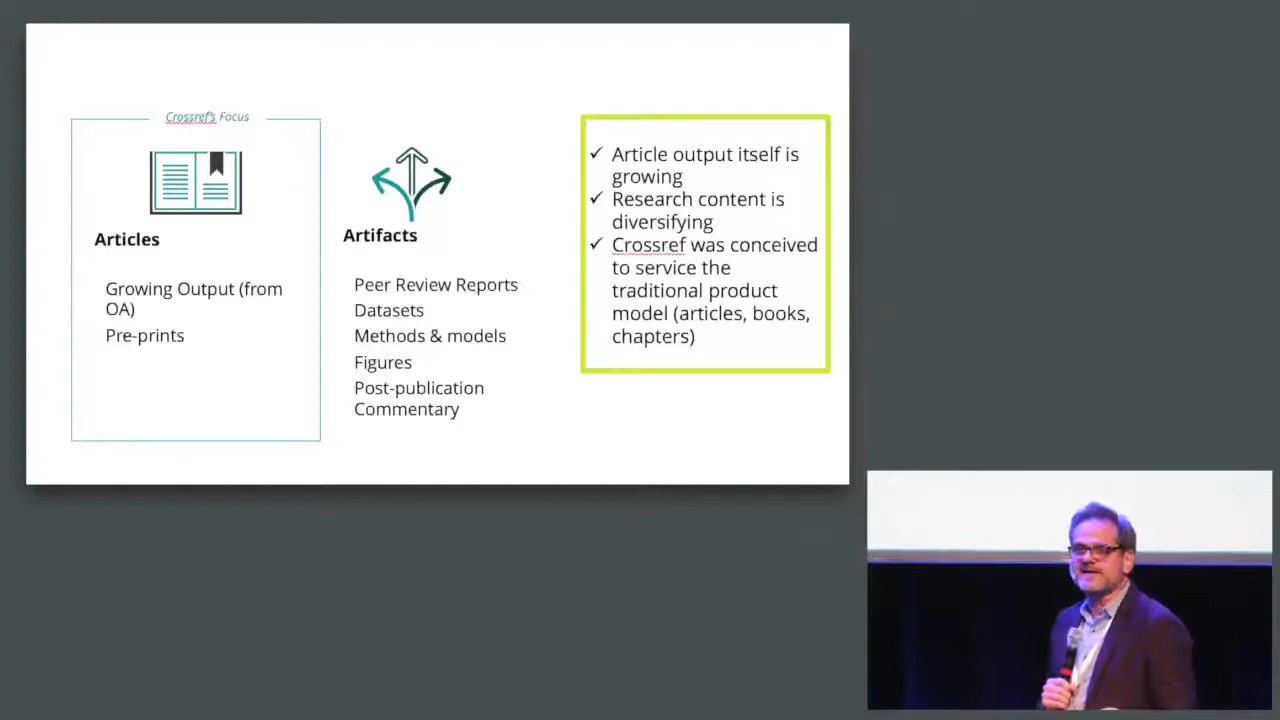 Crossref's Focus
Articles
Growing Output (from
OA)
Pre-prints
Artifacts
Peer Review Reports
Datasets
Methods & models
Figures
Post-publication
Commentary
✓ Article output itself is
growing
✓ Research content is
diversifying
✓ Crossref was conceived
to service the
traditional product
model (articles, books,
chapters)